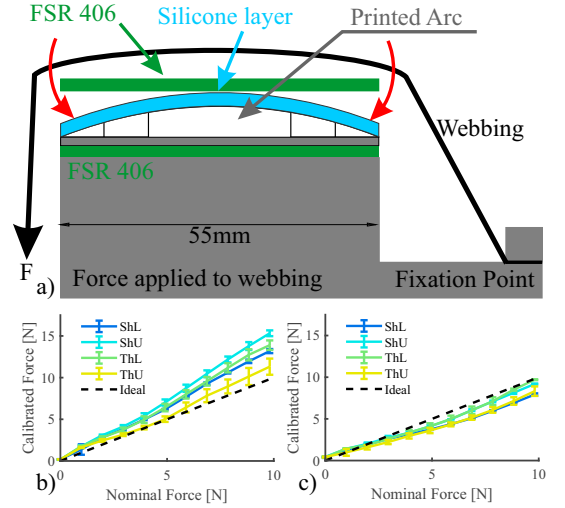 FSR 406
Silicone layer
Printed Arc
Webbing
FSR 406
55mm
F
a)
Force applied to webbing
Fixation Point
Calibrated Force [N]
15
10
5
0
ShL
ShU
ThL
ThU
Ideal
0
5
10
b)
Nominal Force [N]
Calibrated Force [N]
15
10
5
0
ShL
ShU
ThL
ThU
Ideal
0
5
10
c)
Nominal Force [N]